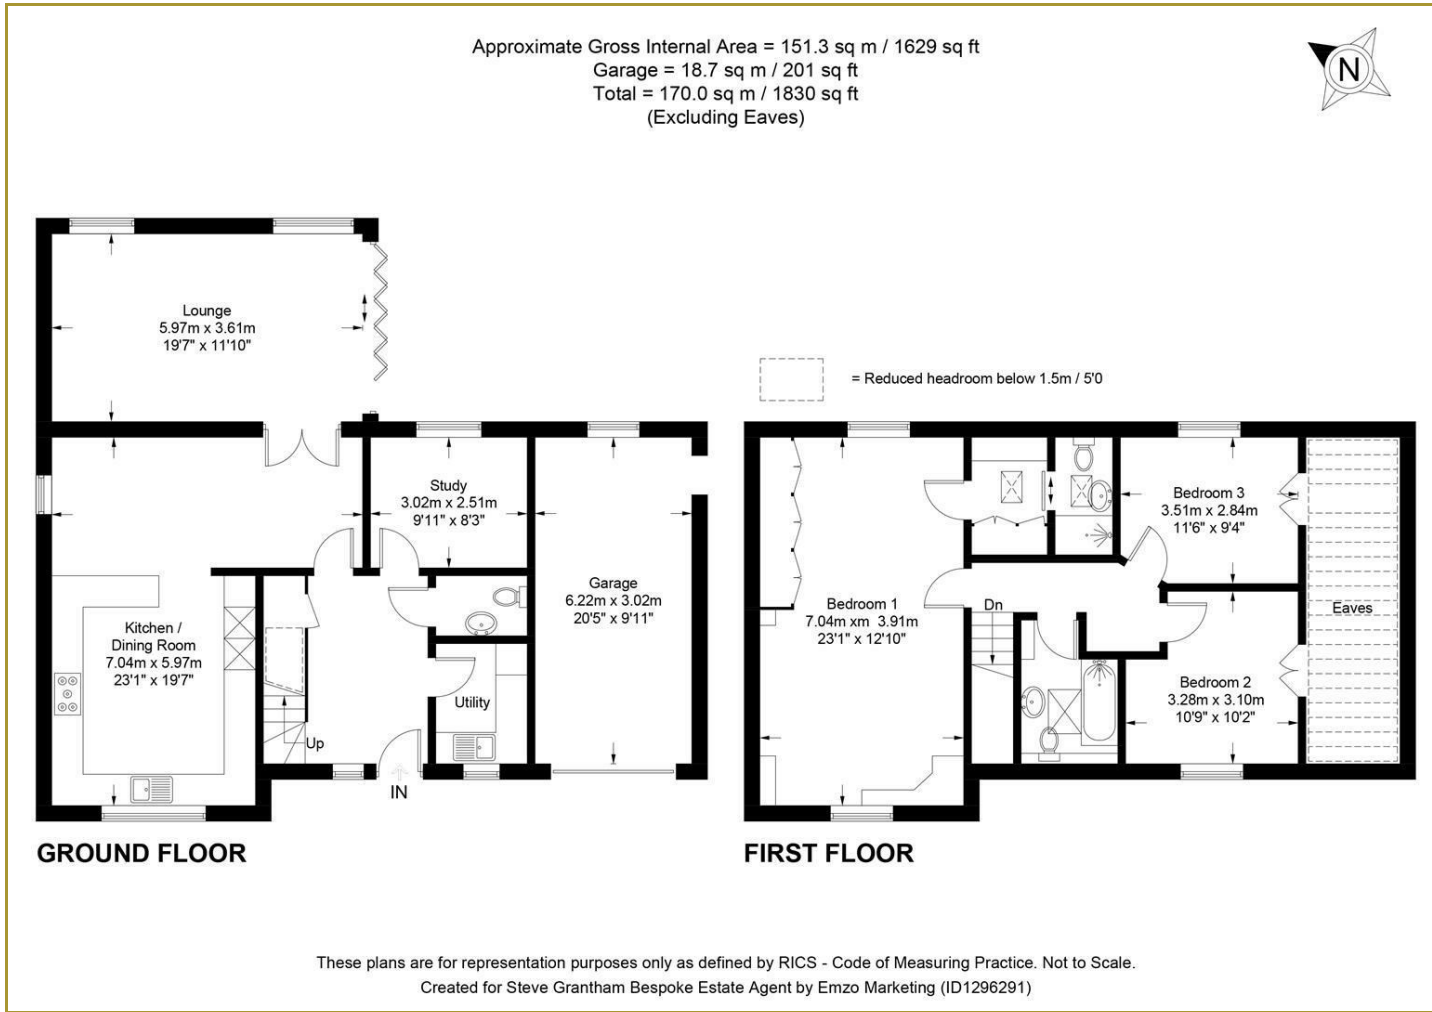 Approximate Gross Internal Area = 151.3 sq m / 1629 sq ft
Garage = 18.7 sq m / 201 sq ft
Total = 170.0 sq m / 1830 sq ft
(Excluding Eaves)
N
Lounge
5.97m x 3.61m
19'7" x 11'10"
= Reduced headroom below 1.5m / 5'0
Study
3.02m x 2.51m
9'11" x 8'3"
Garage
6.22m x 3.02m
20'5" x 9'11"
Kitchen /
Dining Room
7.04m x 5.97m
23'1" x 19'7"
Utility
Up
IN
GROUND FLOOR
Bedroom 3
3.51m x 2.84m
11'6" x 9'4"
Bedroom 1
7.04m xm 3.91m
23'1" x 12'10"
Dn
Eaves
Bedroom 2
3.28m x 3.10m
10'9" x 10'2"
FIRST FLOOR
These plans are for representation purposes only as defined by RICS - Code of Measuring Practice. Not to Scale.
Created for Steve Grantham Bespoke Estate Agent by Emzo Marketing (ID1296291)